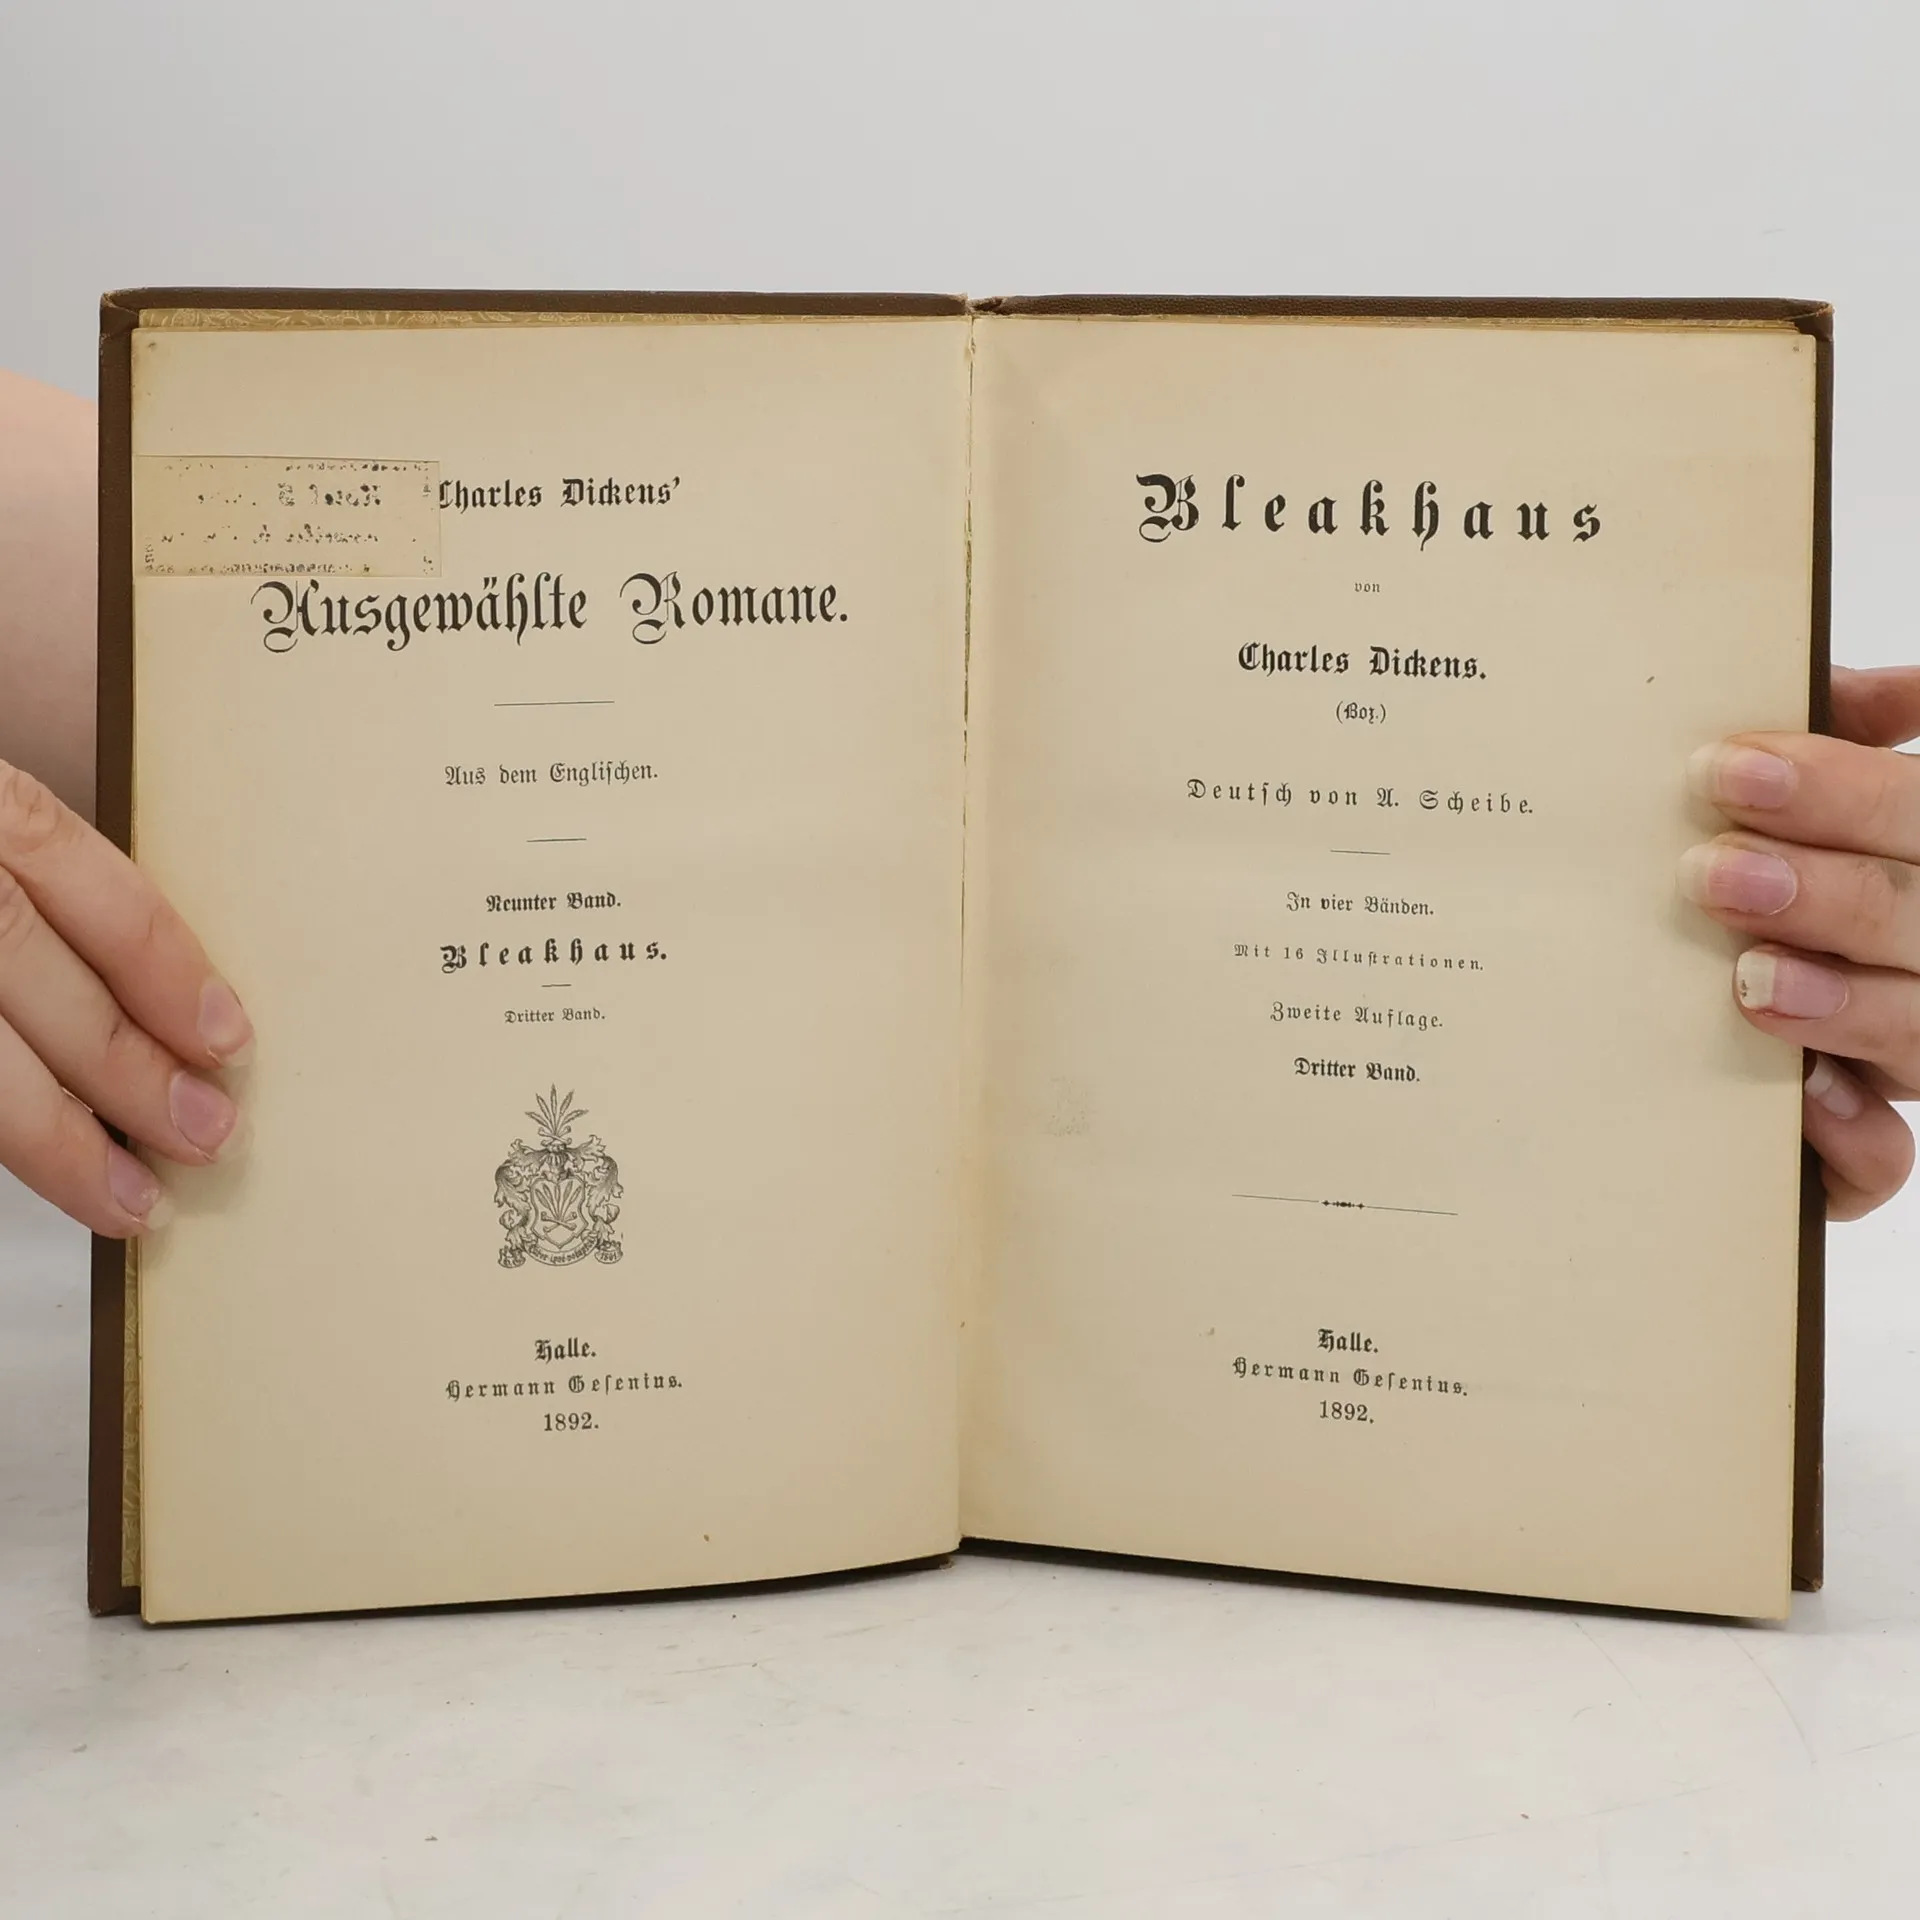 Charles Dickens'
Ausgewählte Romane.
Aus dem Engliſchen.
Neunter Band.
Bleakhaus.
Dritter Band.
Halle.
Hermann Geſenius.
1892.
Bleakhaus
von
Charles Dickens.
(Boz.)
Deutſch von A. Scheibe.
In vier Bänden.
Mit 16 Illuſtrationen.
Zweite Auflage.
Dritter Band.
Halle.
Hermann Geſenius.
1892.